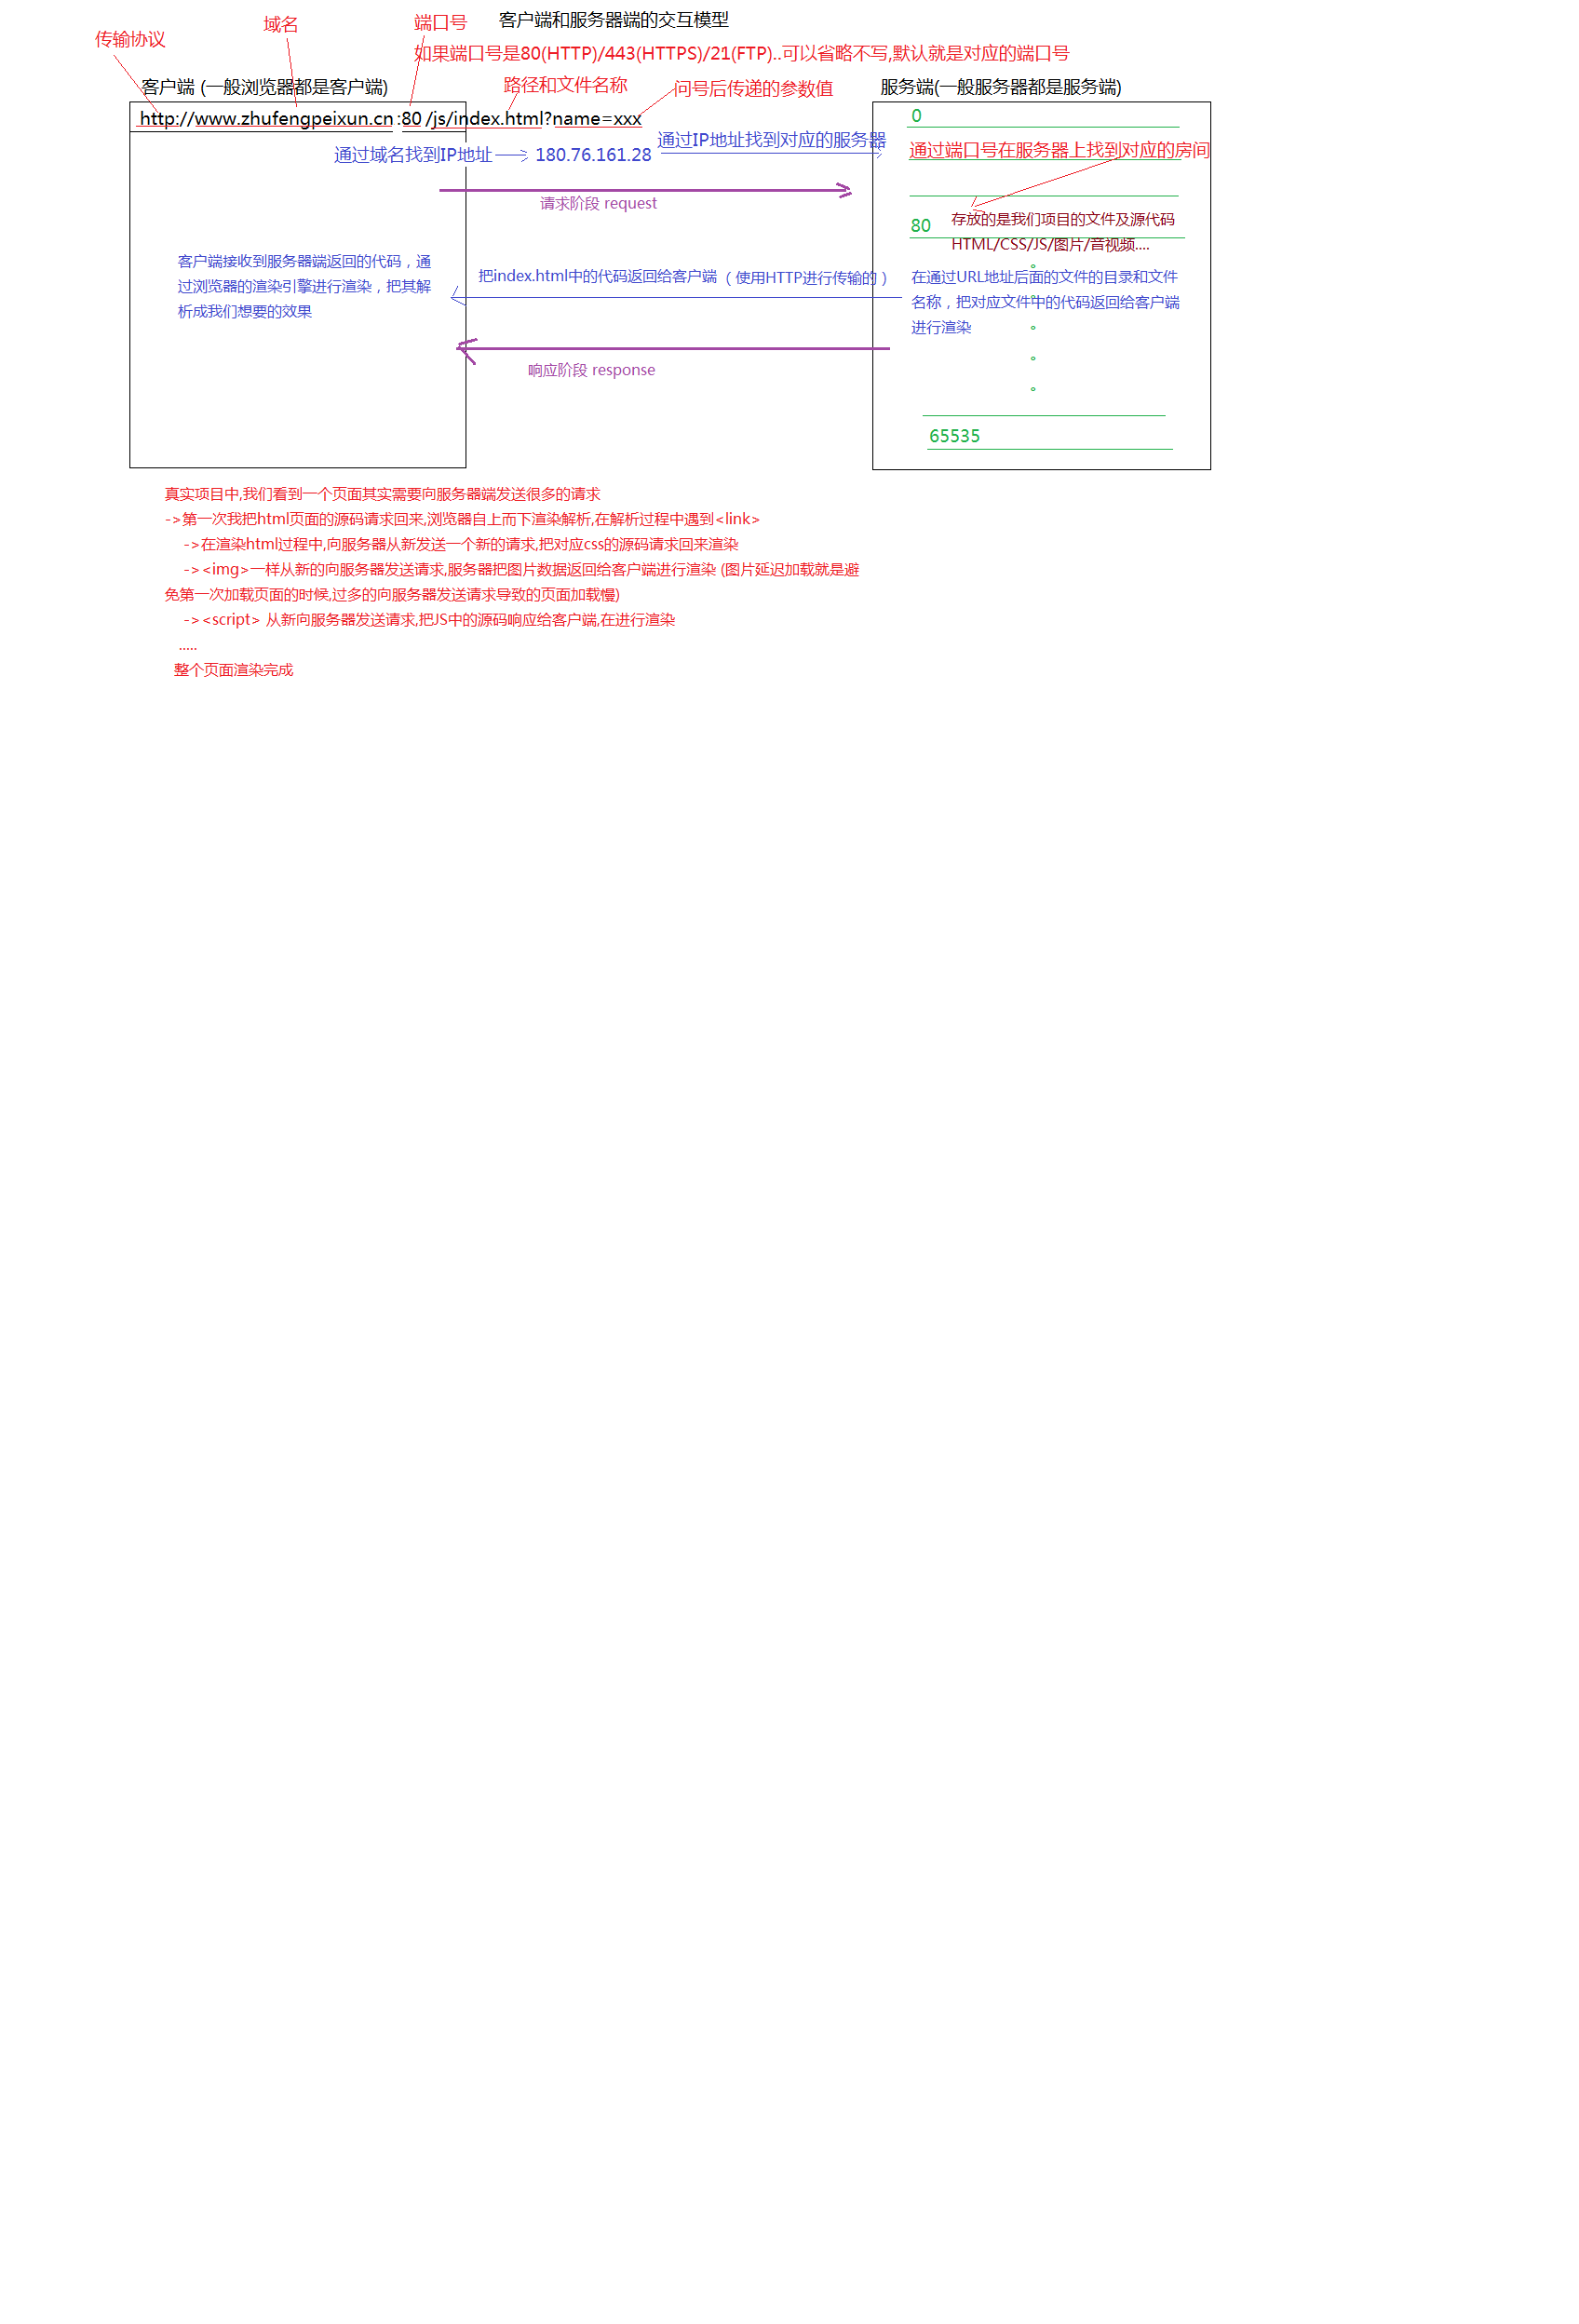 客户端和服务器端的交互模型
传输协议
域名
端口号
如果端口号是80(HTTP)/443(HTTPS)/21(FTP)..可以省略不写,默认就是对应的端口号
客户端 (一般浏览器都是客户端)
路径和文件名称
问号后传递的参数值
服务端(一般服务器都是服务端)
http://www.zhufengpeixun.cn :80 /js/index.html?name=xxx
0
通过域名找到IP地址
180.76.161.28
通过IP地址找到对应的服务器
通过端口号在服务器上找到对应的房间
请求阶段 request
80
存放的是我们项目的文件及源代码
HTML/CSS/JS/图片/音视频....
客户端接收到服务器端返回的代码，通
过浏览器的渲染引擎进行渲染，把其解
析成我们想要的效果
把index.html中的代码返回给客户端（使用HTTP进行传输的）
在通过URL地址后面的文件的目录和文件
名称，把对应文件中的代码返回给客户端
进行渲染
响应阶段 response
65535
真实项目中,我们看到一个页面其实需要向服务器端发送很多的请求
->第一次我把html页面的源码请求回来,浏览器自上而下渲染解析,在解析过程中遇到<link>
->在渲染html过程中,向服务器从新发送一个新的请求,把对应css的源码请求回来渲染
-><img>一样从新的向服务器发送请求,服务器把图片数据返回给客户端进行渲染 (图片延迟加载就是避
免第一次加载页面的时候,过多的向服务器发送请求导致的页面加载慢)
-><script> 从新向服务器发送请求,把JS中的源码响应给客户端,在进行渲染
.....
整个页面渲染完成